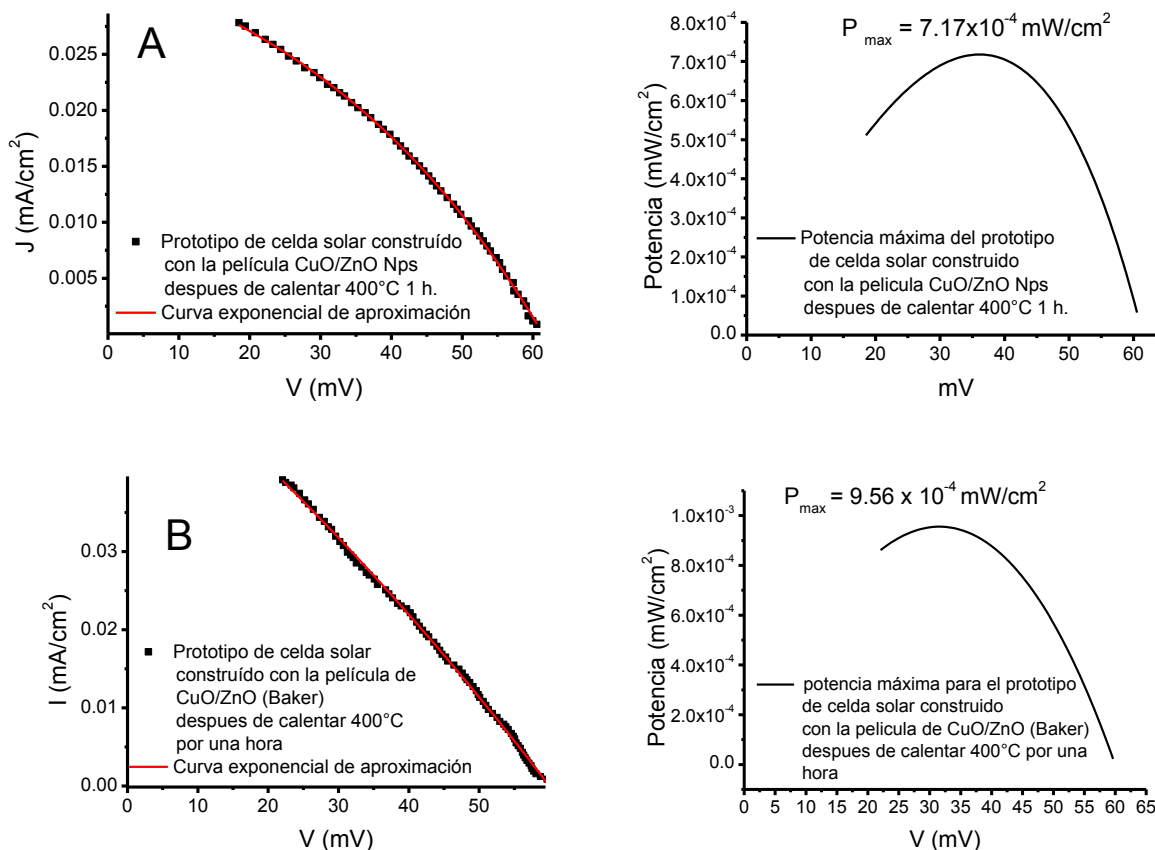 A
J (mA/cm²)
0.025
0.020
0.015
0.010
0.005
Prototipo de celda solar construído
con la película CuO/ZnO Nps
despues de calentar 400°C 1 h.
Curva exponencial de aproximación
0 10 20 30 40 50 60
V (mV)
P max = 7.17x10⁻⁴ mW/cm²
Potencia (mW/cm²)
8.0x10⁻⁴
7.0x10⁻⁴
6.0x10⁻⁴
5.0x10⁻⁴
4.0x10⁻⁴
3.0x10⁻⁴
2.0x10⁻⁴
1.0x10⁻⁴
0.0
Potencia máxima del prototipo
de celda solar construido
con la pelicula CuO/ZnO Nps
despues de calentar 400°C 1 h.
0 10 20 30 40 50 60
mV
B
I (mA/cm²)
0.03
0.02
0.01
0.00
Prototipo de celda solar
construído con la película de
CuO/ZnO (Baker)
despues de calentar 400°C
por una hora
Curva exponencial de aproximación
0 10 20 30 40 50
V (mV)
P max = 9.56 x 10⁻⁴ mW/cm²
Potencia (mW/cm²)
1.0x10⁻³
8.0x10⁻⁴
6.0x10⁻⁴
4.0x10⁻⁴
2.0x10⁻⁴
0.0
potencia máxima para el prototipo
de celda solar construido
con la pelicula de CuO/ZnO (Baker)
despues de calentar 400°C por una
hora
0 5 10 15 20 25 30 35 40 45 50 55 60 65
V (mV)